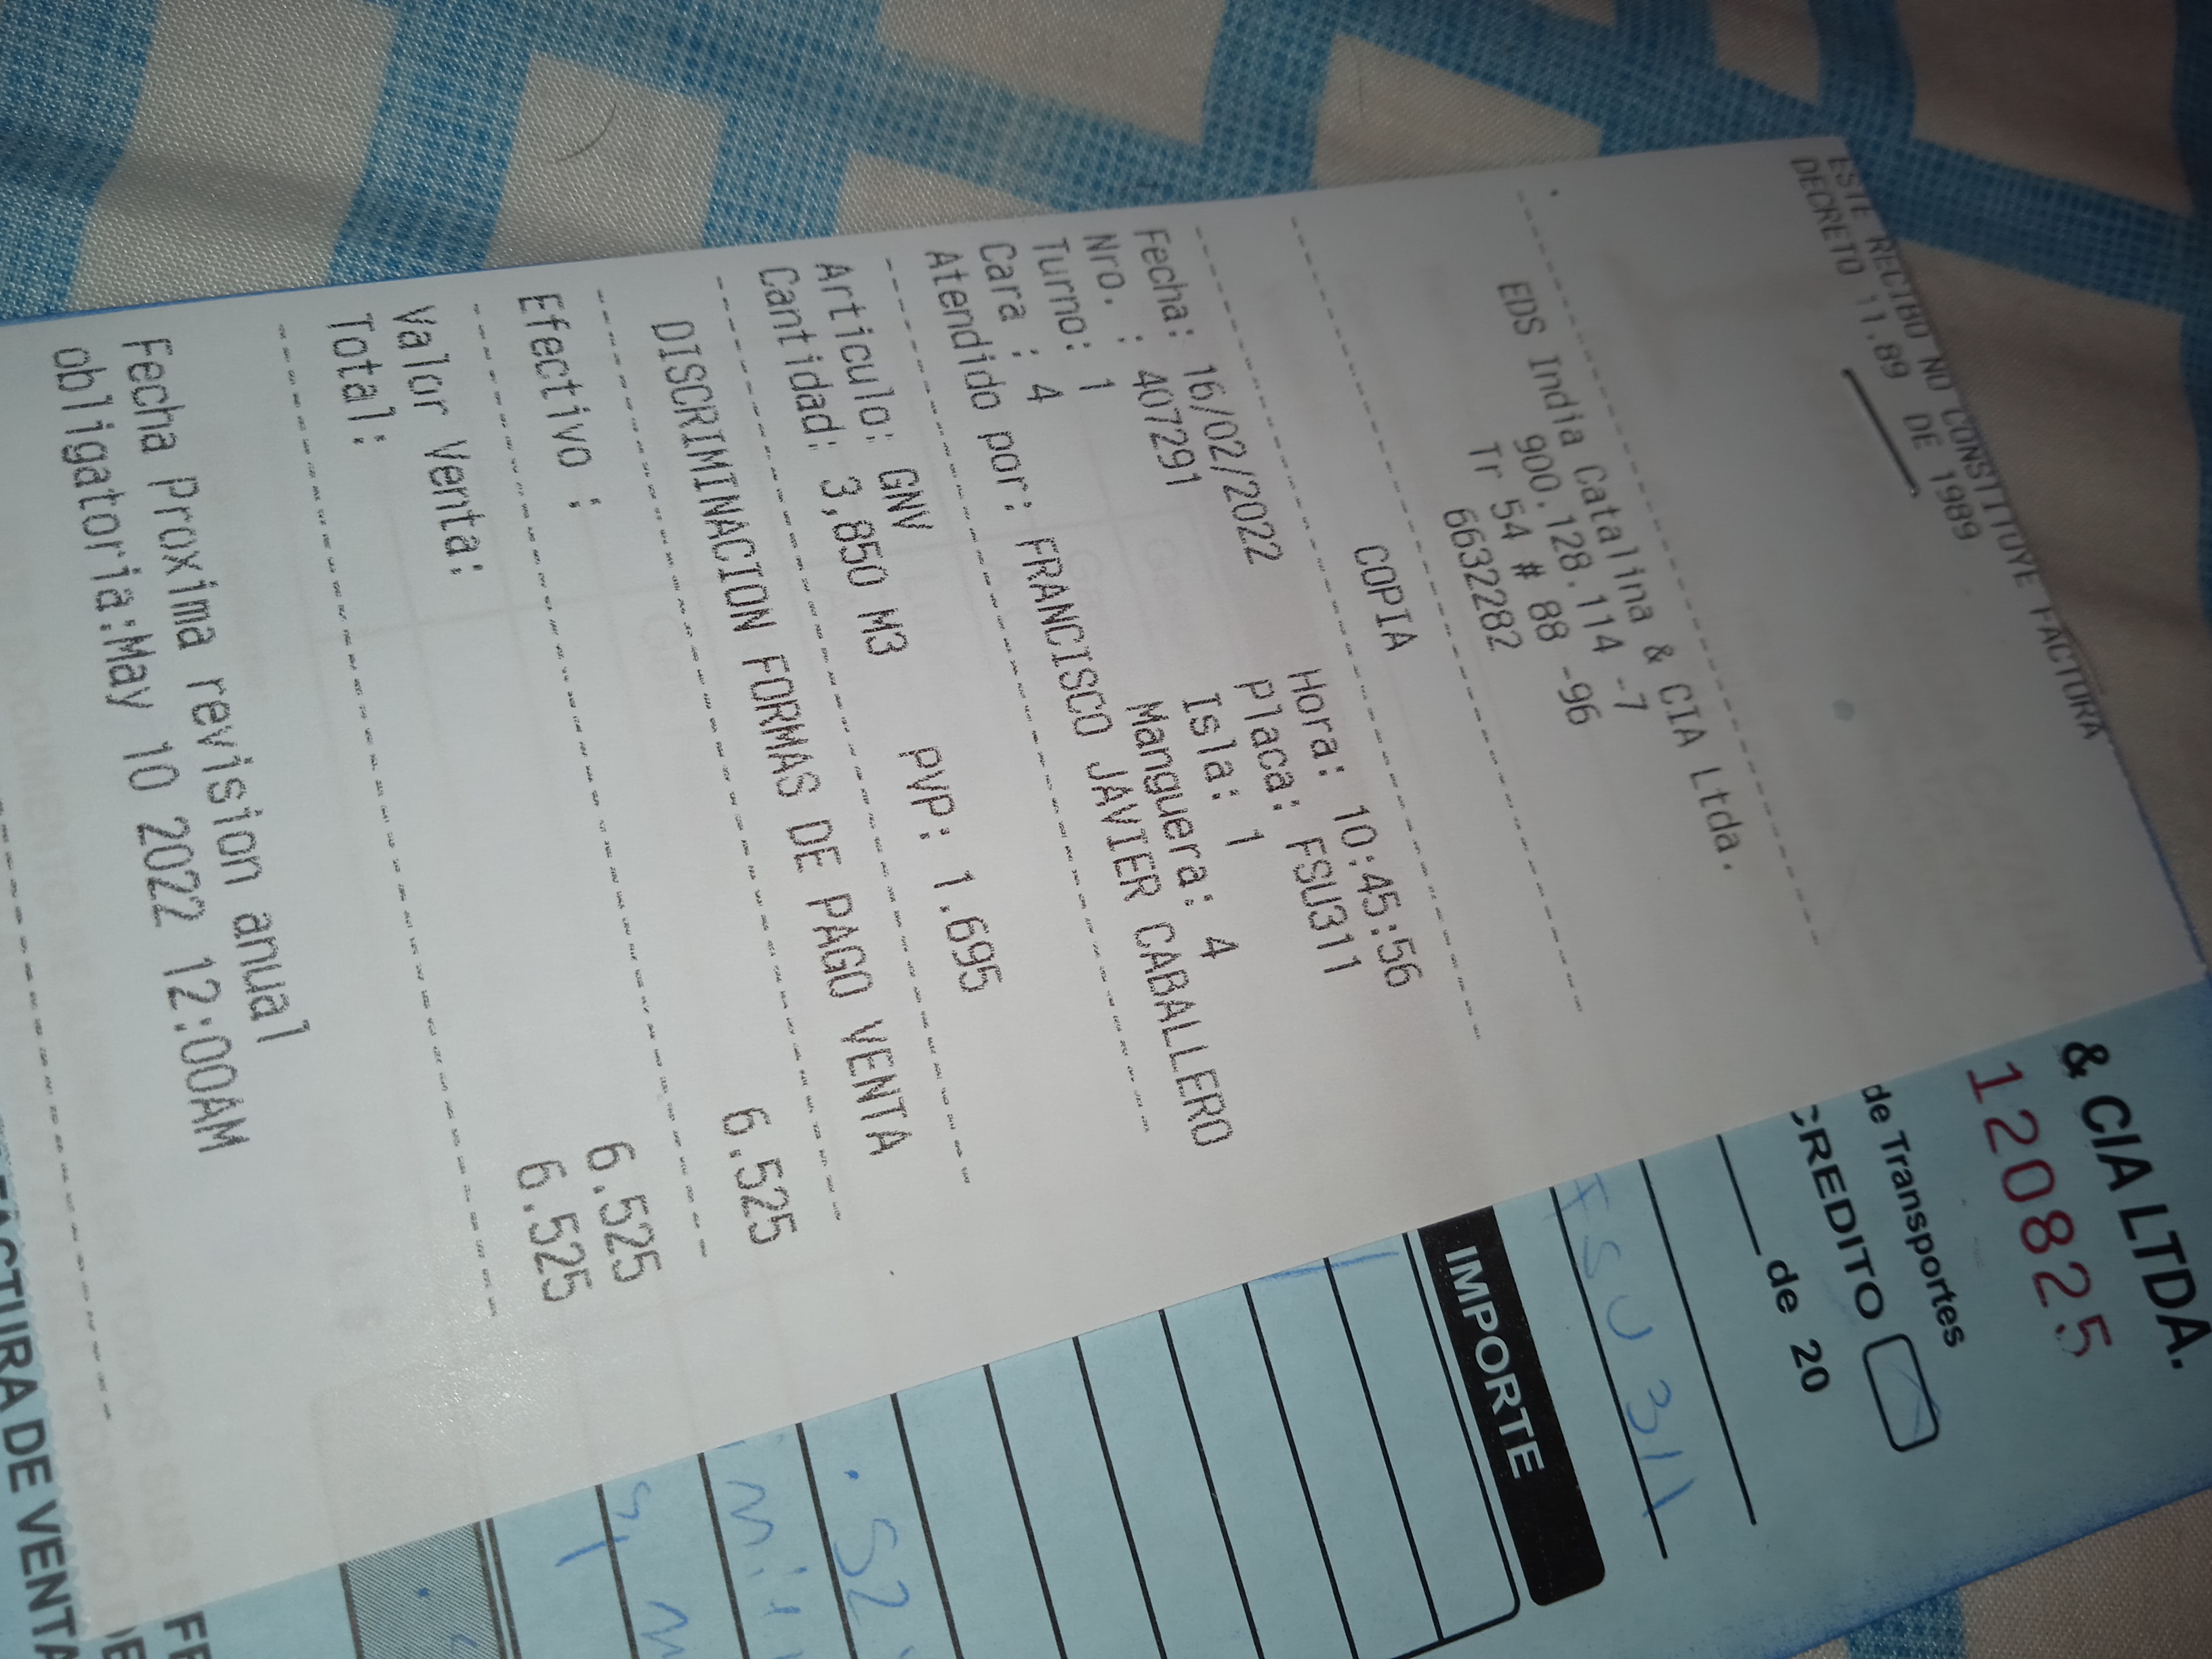 ESTE RECIBO NO CONSTITUYE FACTURA
DECRETO 11.89 DE 1989
EDS India Catalina & CIA Ltda.
900.128.114 -7
Tr 54 # 88 -96
6632282
COPIA
Fecha: 16/02/2022 Hora: 10:45:56
Nro. : 407291 Placa: FSU311
Turno: 1 Isla: 1
Cara : 4 Manguera: 4
Atendido por: FRANCISCO JAVIER CABALLERO
Articulo: GNV PVP: 1.695
Cantidad: 3,850 M3
DISCRIMINACION FORMAS DE PAGO VENTA
Efectivo : 6.525
Valor Venta: 6.525
Total: 6.525
Fecha Proxima revision anual
obligatoria:May 10 2022 12:00AM
& CIA LTDA.
120825
de Transportes
CREDITO
de 20
FSU311
IMPORTE
FACTURA DE VENTA